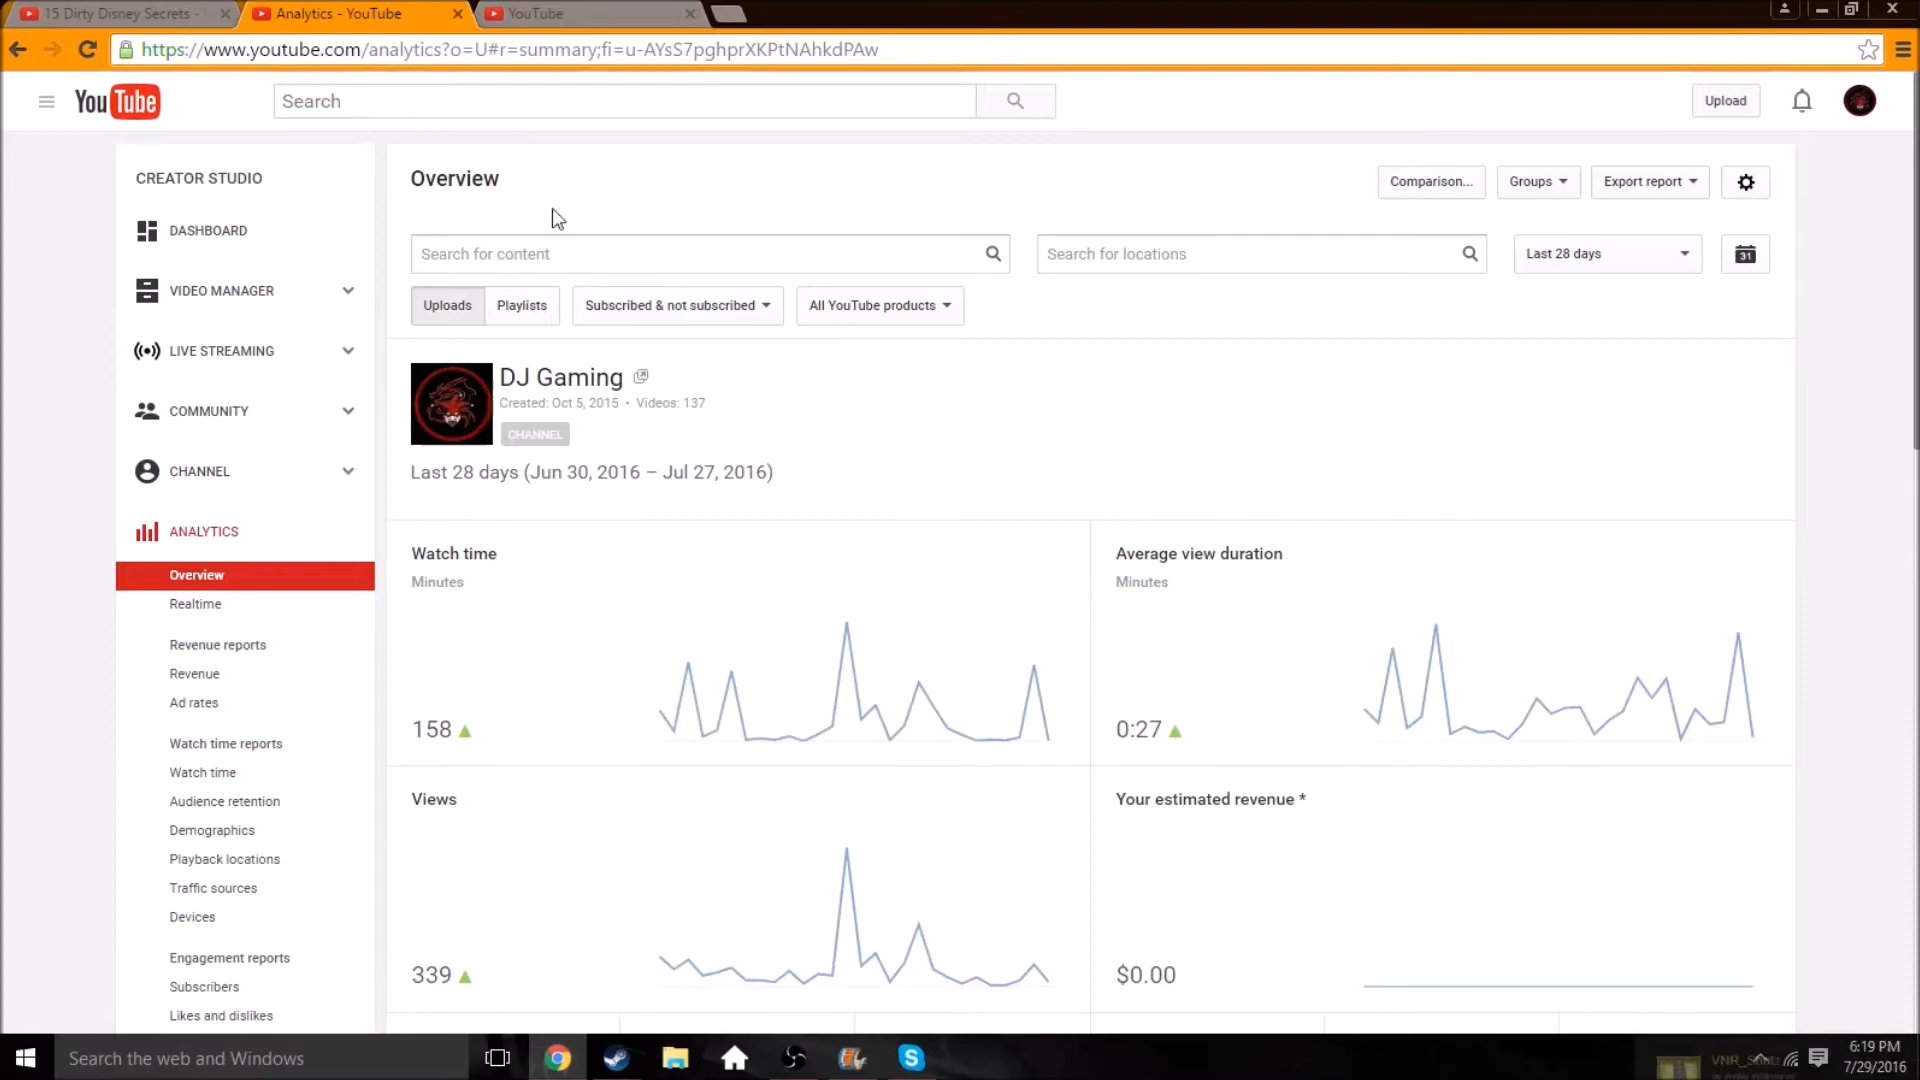 15 Dirty Disney Secrets -
Analytics - YouTube
YouTube
https://www.youtube.com/analytics?o=U#r=summary;fi=u-AYsS7pghprXKPtNAhkdPAw
YouTube
Search
Upload
CREATOR STUDIO
DASHBOARD
VIDEO MANAGER
LIVE STREAMING
COMMUNITY
CHANNEL
ANALYTICS
Overview
Realtime
Revenue reports
Revenue
Ad rates
Watch time reports
Watch time
Audience retention
Demographics
Playback locations
Traffic sources
Devices
Engagement reports
Subscribers
Likes and dislikes
Overview
Comparison...
Groups
Export report
Search for content
Search for locations
Last 28 days
31
Uploads
Playlists
Subscribed & not subscribed
All YouTube products
DJ Gaming
Created: Oct 5, 2015 • Videos: 137
CHANNEL
Last 28 days (Jun 30, 2016 – Jul 27, 2016)
Watch time
Minutes
158
Average view duration
Minutes
0:27
Views
339
Your estimated revenue *
$0.00
Search the web and Windows
6:19 PM
7/29/2016